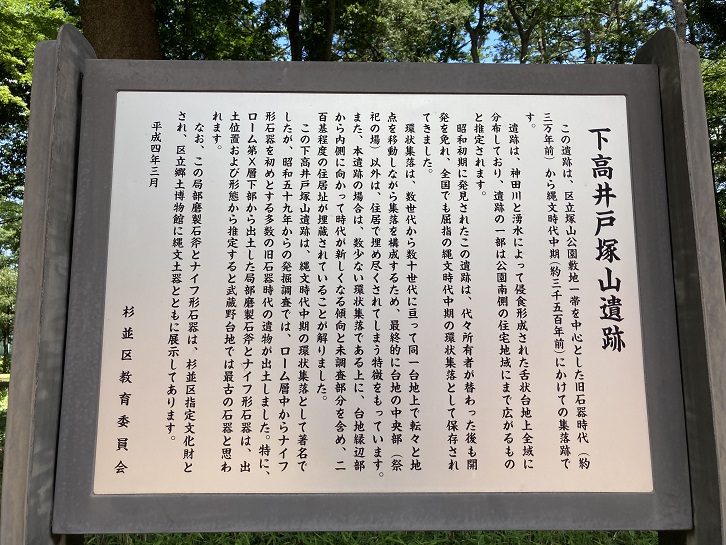 下高井戸塚山遺跡
この遺跡は、区立塚山公園敷地一帯を中心とした旧石器時代（約
三万年前）から縄文時代中期（約三千五百年前）にかけての集落跡で
す。
遺跡は、神田川と湧水によって侵食形成された舌状台地上全域に
分布しており、遺跡の一部は公園南側の住宅地域にまで広がるもの
と推定されます。
昭和初期に発見されたこの遺跡は、代々所有者が替わった後も開
発を免れ、全国でも屈指の縄文時代中期の環状集落として保存され
てきました。
環状集落は、数世代から数十世代に亘って同一台地上で転々と地
点を移動しながら集落を構成するため、最終的に台地の中央部（祭
祀の場）以外は、住居で埋め尽くされてしまう特徴をもっています。
また、本遺跡の場合は、数少ない環状集落である上に、台地縁辺部
から内側に向かって時代が新しくなる傾向と未調査部分を含め、二
百基程度の住居址が埋蔵されていることが解りました。
この下高井戸塚山遺跡は、縄文時代中期の環状集落として著名で
したが、昭和五十九年からの発掘調査では、ローム層中からナイフ
形石器を初めとする多数の旧石器時代の遺物が出土しました。特に、
ローム第Ⅹ層下部から出土した局部磨製石斧とナイフ形石器は、出
土位置および形態から推定すると武蔵野台地では最古の石器と思わ
れます。
なお、この局部磨製石斧とナイフ形石器は、杉並区指定文化財と
され、区立郷土博物館に縄文土器とともに展示してあります。
平成四年三月
杉並区教育委員会